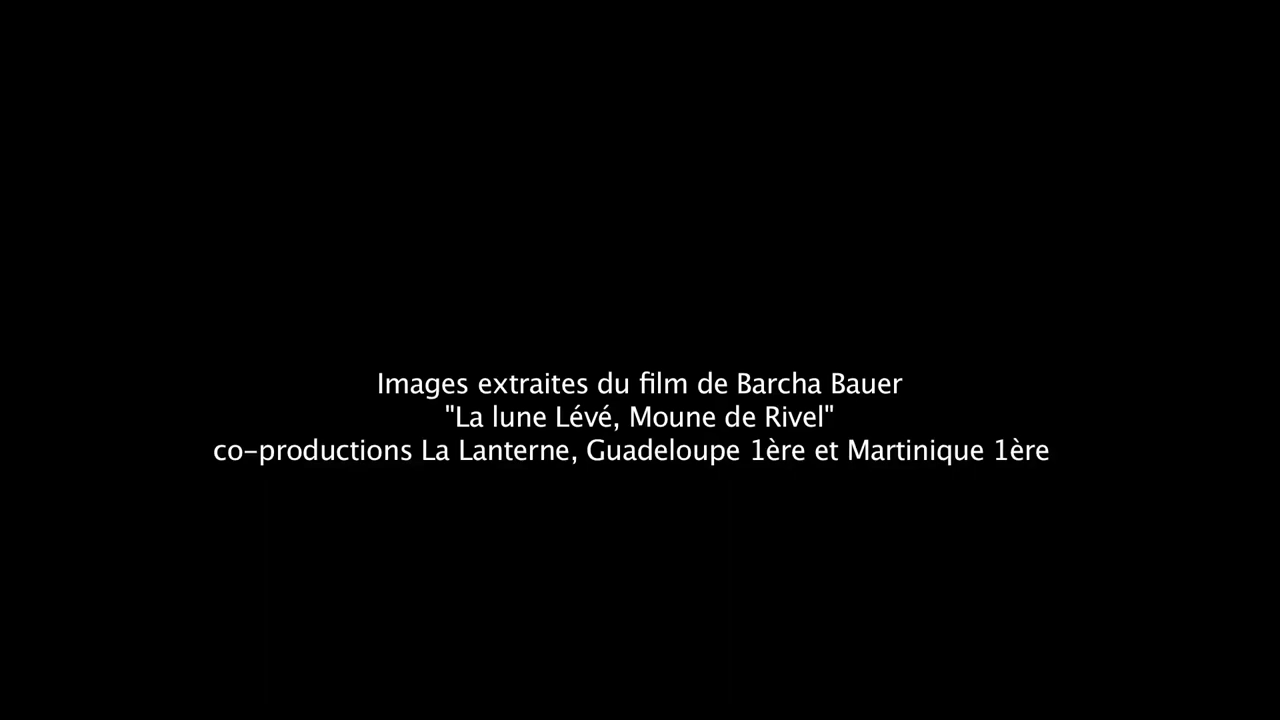 Images extraites du film de Barcha Bauer
"La lune Lévé, Moune de Rivel"
co-productions La Lanterne, Guadeloupe 1ère et Martinique 1ère